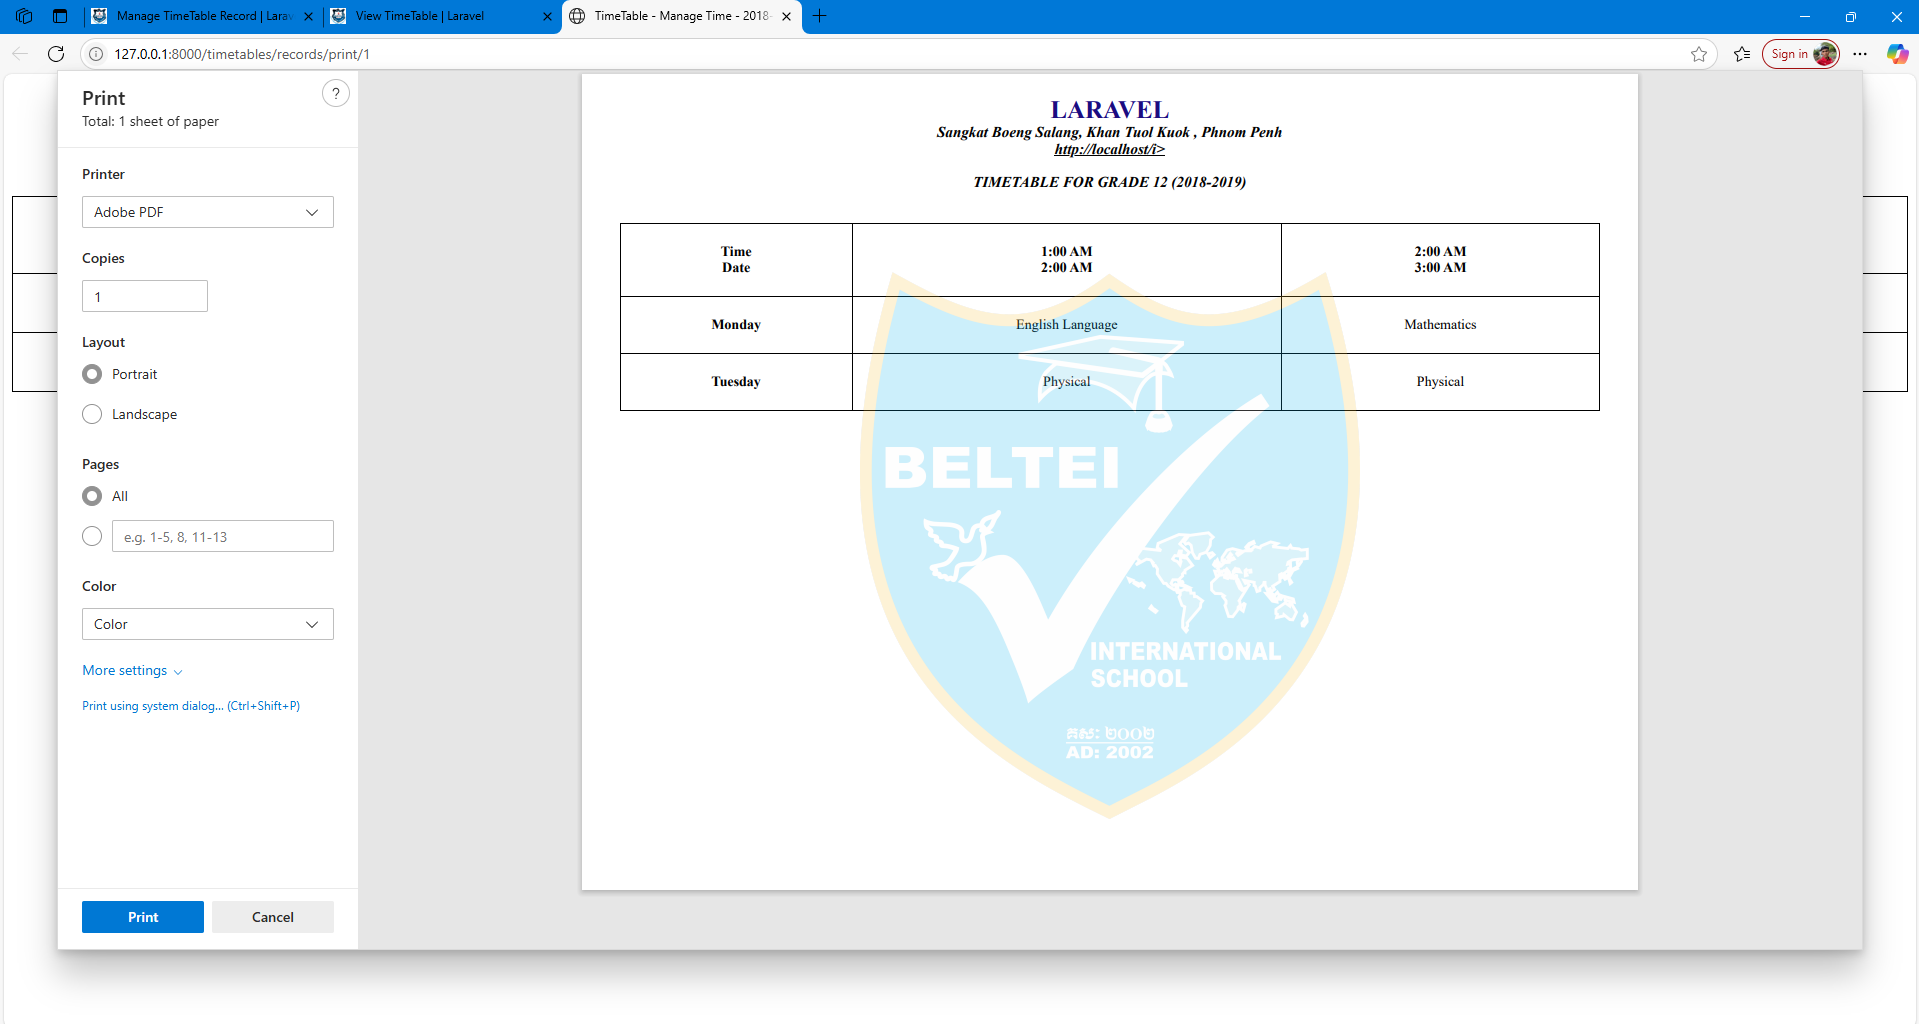 Manage TimeTable Record | Larav
View TimeTable | Laravel
TimeTable - Manage Time - 2018-
127.0.0.1:8000/timetables/records/print/1
Sign in
Print
?
Total: 1 sheet of paper
Printer
Adobe PDF
Copies
1
Layout
Portrait
Landscape
Pages
All
e.g. 1-5, 8, 11-13
Color
Color
More settings
Print using system dialog... (Ctrl+Shift+P)
Print
Cancel
LARAVEL
Sangkat Boeng Salang, Khan Tuol Kuok , Phnom Penh
http://localhost/i>
TIMETABLE FOR GRADE 12 (2018-2019)
Time
Date
1:00 AM
2:00 AM
2:00 AM
3:00 AM
Monday
English Language
Mathematics
Tuesday
Physical
Physical
BELTEI
INTERNATIONAL
SCHOOL
គស: ២០០២
AD: 2002